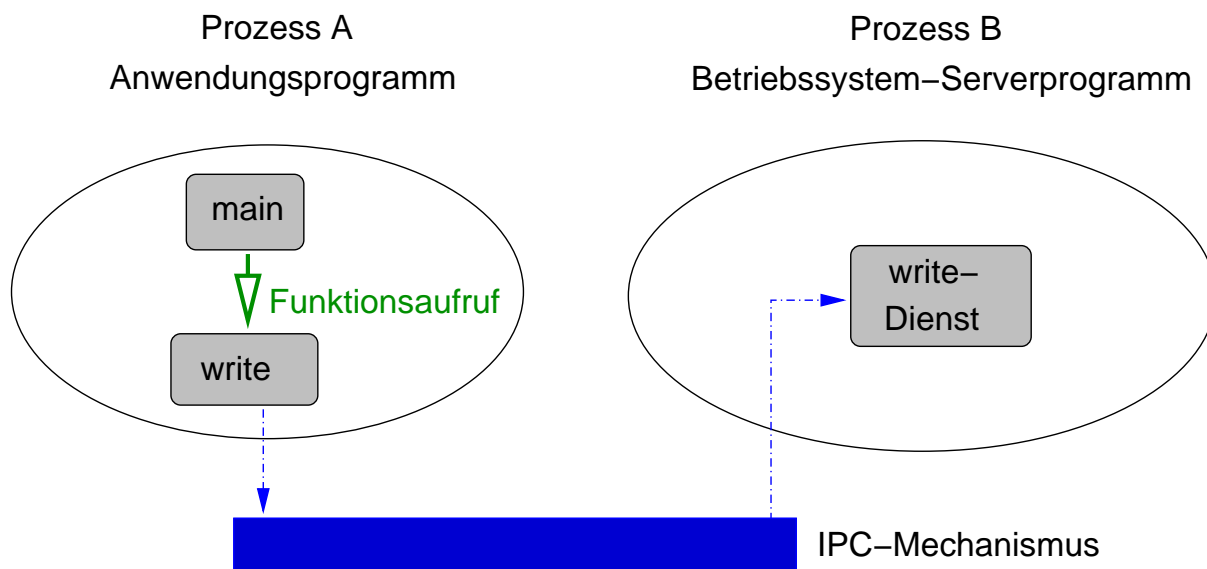 Prozess A
Anwendungsprogramm
Prozess B
Betriebssystem−Serverprogramm
main
Funktionsaufruf
write
write−
Dienst
IPC−Mechanismus